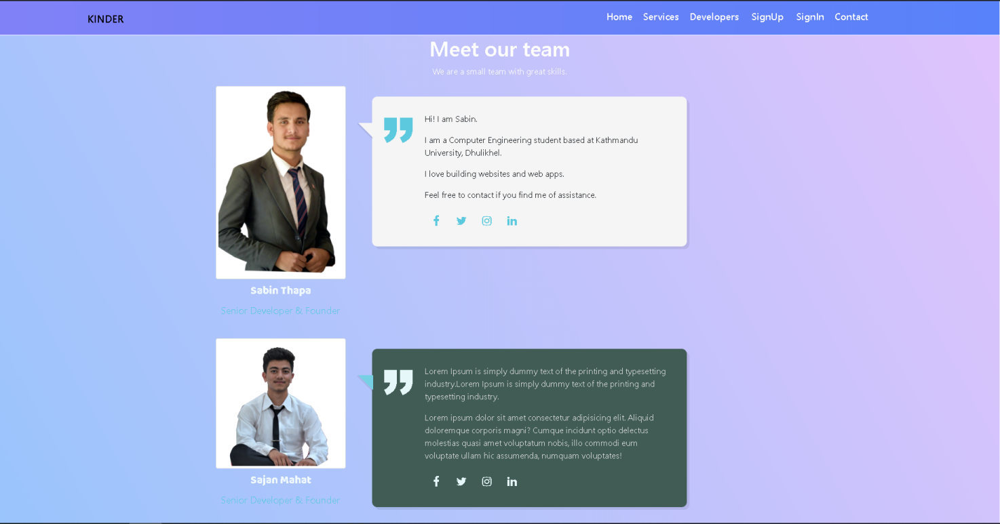 KINDER
Home Services Developers SignUp SignIn Contact
Meet our team
We are a small team with great skills.
Hi! I am Sabin.
I am a Computer Engineering student based at Kathmandu
University, Dhulikhel.
I love building websites and web apps.
Feel free to contact if you find me of assistance.
Sabin Thapa
Senior Developer & Founder
Lorem Ipsum is simply dummy text of the printing and typesetting
industry.Lorem Ipsum is simply dummy text of the printing and
typesetting industry.
Lorem ipsum dolor sit amet consectetur adipisicing elit. Aliquid
doloremque corporis magni? Cumque incidunt optio delectus
molestias quasi amet voluptatum nobis, illo commodi eum
voluptate ullam hic assumenda, numquam voluptates!
Sajan Mahat
Senior Developer & Founder